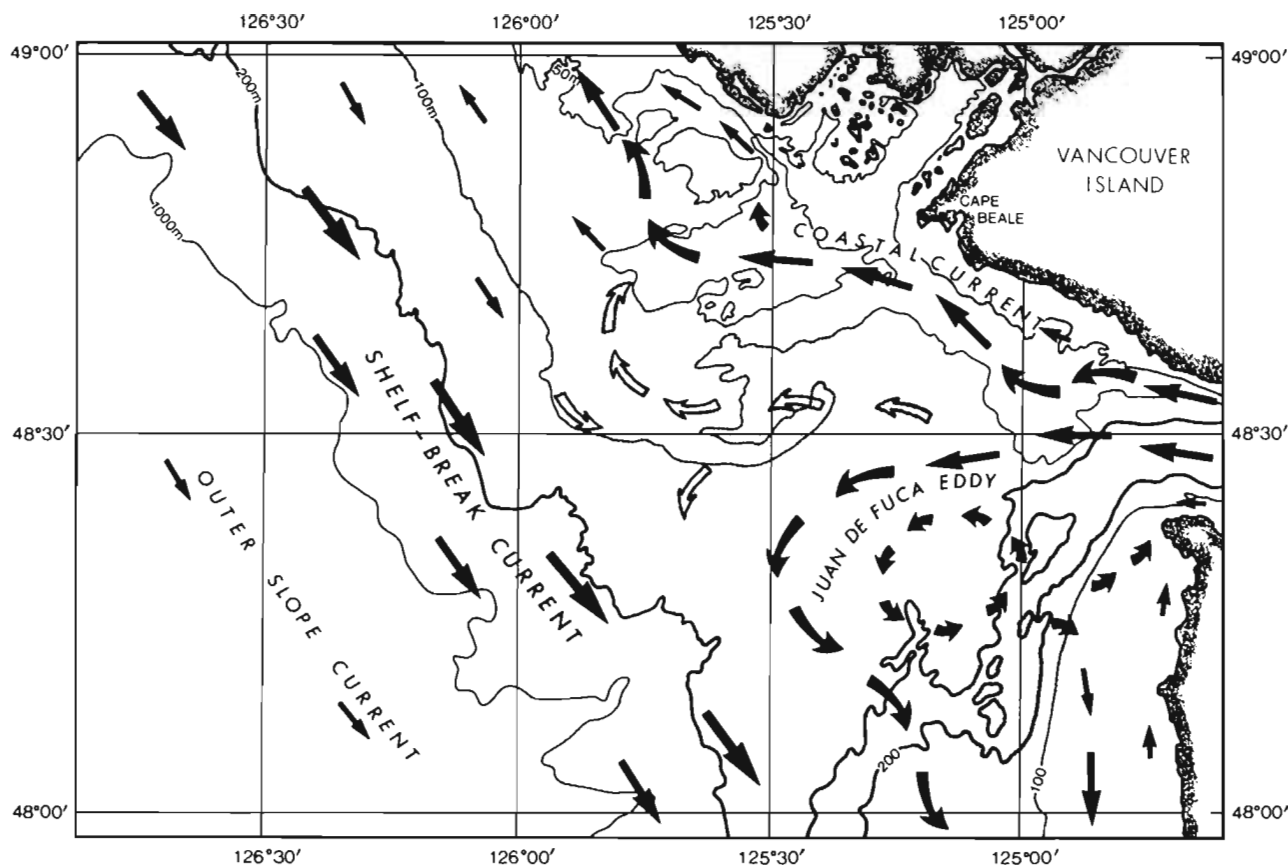 126°30′ 126°00′ 125°30′ 125°00′
49°00′ 49°00′
200m
100m
50m
1000m
VANCOUVER
ISLAND
CAPE
BEALE
COASTAL CURRENT
SHELF-BREAK CURRENT
48°30′ 48°30′
OUTER SLOPE CURRENT
JUAN DE FUCA EDDY
200
100
48°00′ 48°00′
126°30′ 126°00′ 125°30′ 125°00′